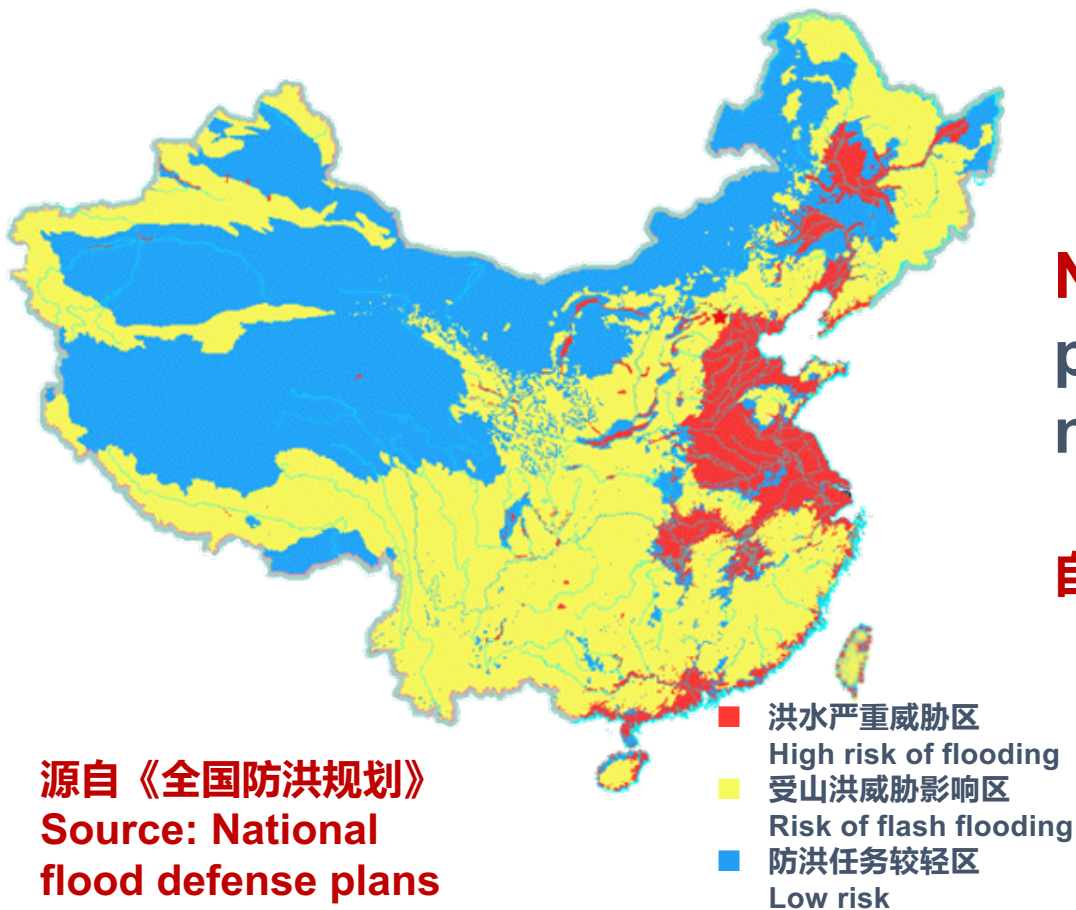 源自《全国防洪规划》
Source: National
flood defense plans
洪水严重威胁区
High risk of flooding
受山洪威胁影响区
Risk of flash flooding
防洪任务较轻区
Low risk